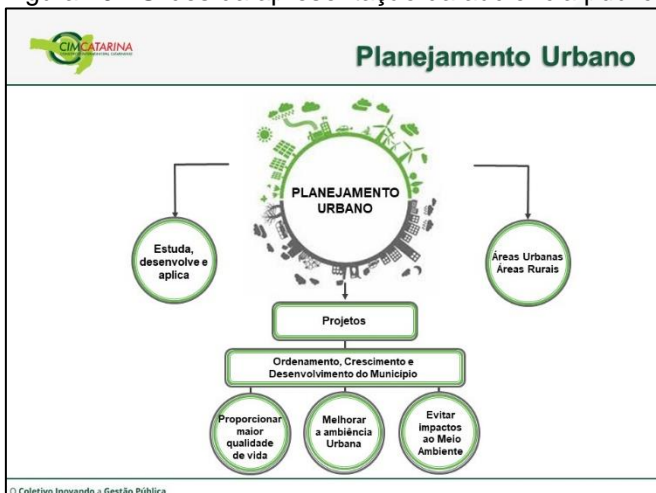 CIMCATARINA
Planejamento Urbano
PLANEJAMENTO
URBANO
Estuda,
desenvolve e
aplica
Áreas Urbanas
Áreas Rurais
Projetos
Ordenamento, Crescimento e
Desenvolvimento do Município
Proporcionar
maior
qualidade
de vida
Melhorar
a ambiência
Urbana
Evitar
impactos
ao Meio
Ambiente
O Coletivo Inovando a Gestão Pública